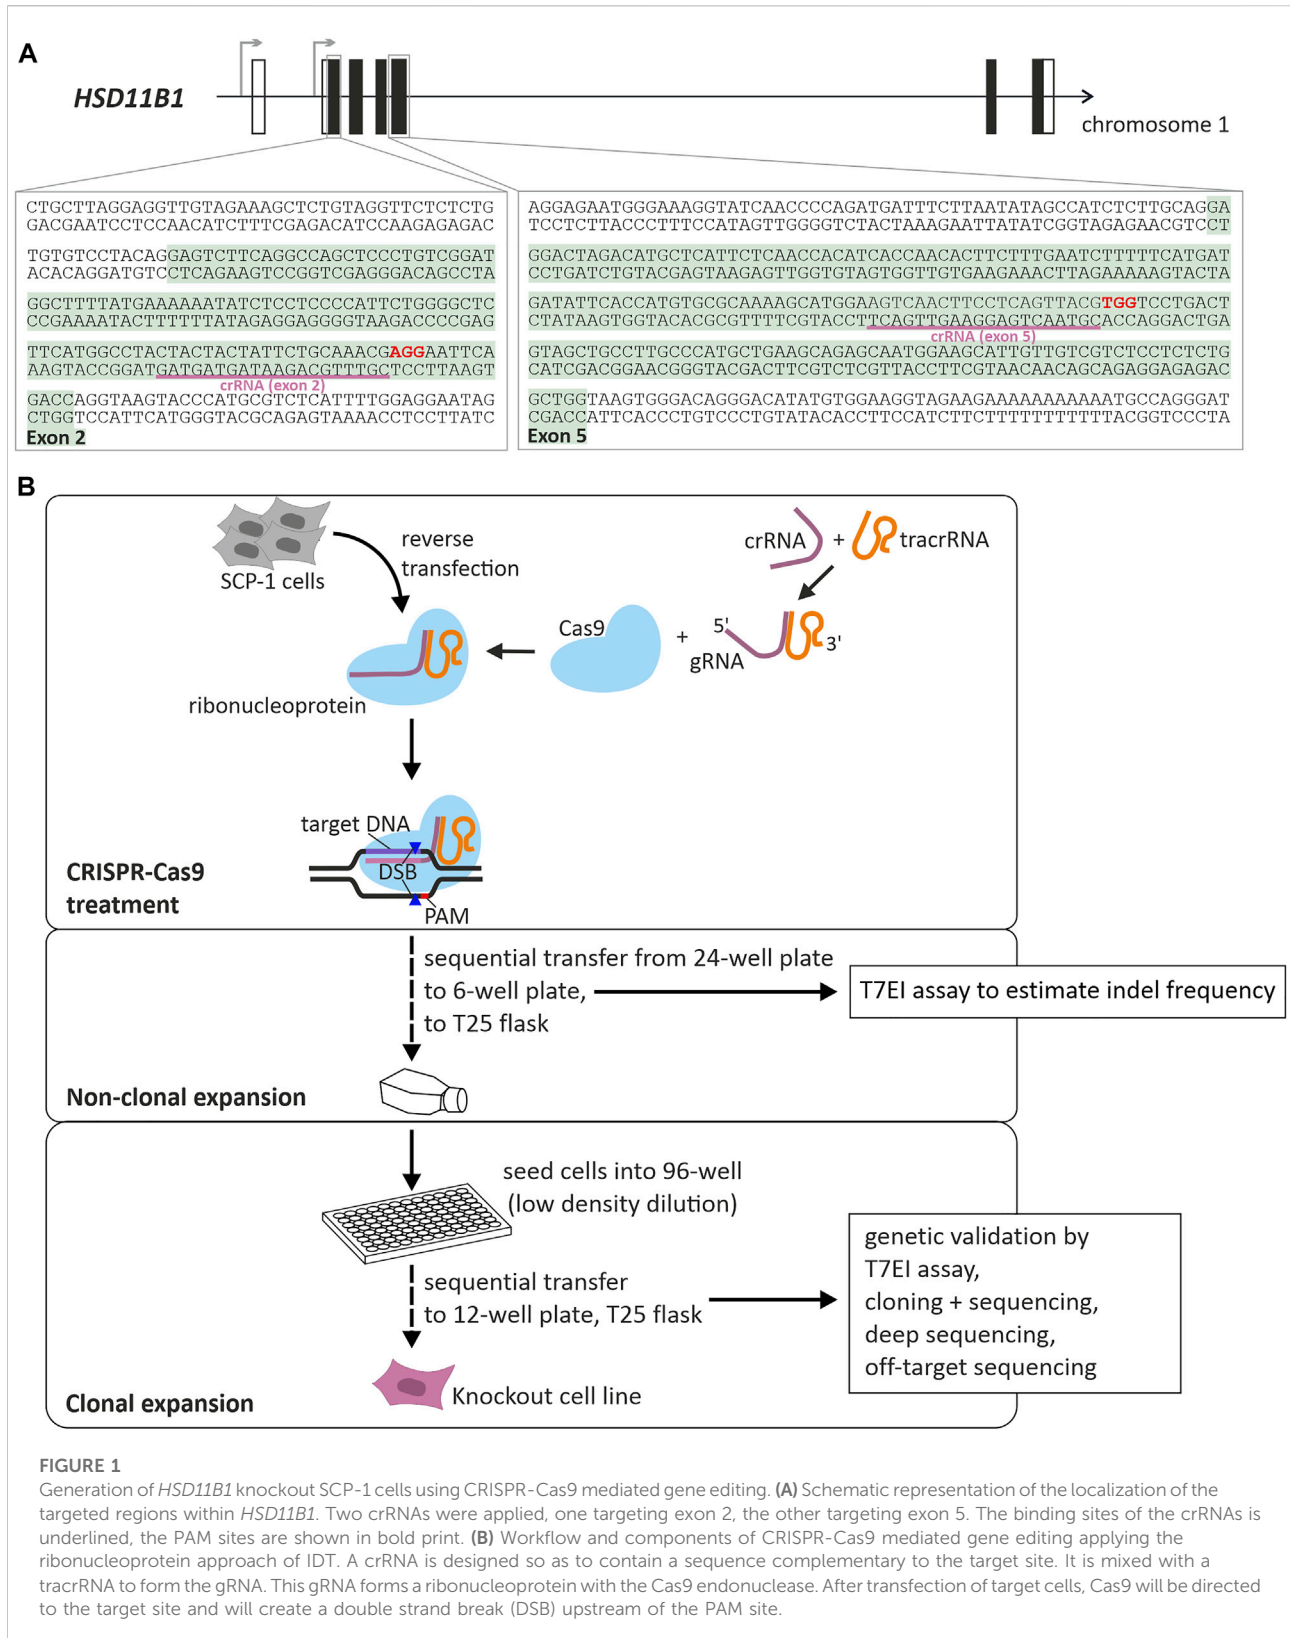 A
HSD11B1
chromosome 1
CTGCTTAGGAGGTTGTAGAAAGCTCTGTAGGTTCTCTCTG
GACGAATCCTCCAACATCTTTCGAGACATCCAAGAGAGAC
TGTGTCCTACAGGAGTCTTCAGGCCAGCTCCCTGTCGGAT
ACACAGGATGTCCTCAGAAGTCCGGTCGAGGGACAGCCTA
GGCTTTTATGAAAAAATATCTCCTCCCCATTCTGGGGCTC
CCGAAAATACTTTTTTATAGAGGAGGGGTAAGACCCCGAG
TTCATGGCCTACTACTACTATTCTGCAAACGAGGAATTCA
AAGTACCGGATGATGATGATAAGACGTTTGCTCCTTAAGT
crRNA (exon 2)
GACCAGGTAAGTACCCATGCGTCTCATTTTGGAGGAATAG
CTGGTCCATTCATGGGTACGCAGAGTAAAACCTCCTTATC
Exon 2
AGGAGAATGGGAAAGGTATCAACCCCAGATGATTTCTTAATATAGCCATCTCTTGCAGGA
TCCTCTTACCCTTTCCATAGTTGGGGTCTACTAAAGAATTATATCGGTAGAGAACGTCCT
GGACTAGACATGCTCATTCTCAACCACATCACCAACACTTCTTTGAATCTTTTTCATGAT
CCTGATCTGTACGAGTAAGAGTTGGTGTAGTGGTTGTGAAGAAACTTAGAAAAAGTACTA
GATATTCACCATGTGCGCAAAAGCATGGAAGTCAACTTCCTCAGTTACGTGGTCCTGACT
CTATAAGTGGTACACGCGTTTTCGTACCTTCAGTTGAAGGAGTCAATGCACCAGGACTGA
crRNA (exon 5)
GTAGCTGCCTTGCCCATGCTGAAGCAGAGCAATGGAAGCATTGTTGTCGTCTCCTCTCTG
CATCGACGGAACGGGTACGACTTCGTCTCGTTACCTTCGTAACAACAGCAGAGGAGAGAC
GCTGGTAAGTGGGACAGGGACATATGTGGAAGGTAGAAGAAAAAAAAAAAATGCCAGGGAT
CGACCATTCACCCTGTCCCTGTATACACCTTCCATCTTCTTTTTTTTTTTTACGGTCCCTA
Exon 5
B
SCP-1 cells
reverse
transfection
crRNA
+
tracrRNA
Cas9
+
5'
gRNA
3'
ribonucleoprotein
target DNA
DSB
PAM
CRISPR-Cas9
treatment
sequential transfer from 24-well plate
to 6-well plate,
to T25 flask
T7EI assay to estimate indel frequency
Non-clonal expansion
seed cells into 96-well
(low density dilution)
sequential transfer
to 12-well plate, T25 flask
genetic validation by
T7EI assay,
cloning + sequencing,
deep sequencing,
off-target sequencing
Knockout cell line
Clonal expansion
FIGURE 1
Generation of HSD11B1 knockout SCP-1 cells using CRISPR-Cas9 mediated gene editing. (A) Schematic representation of the localization of the
targeted regions within HSD11B1. Two crRNAs were applied, one targeting exon 2, the other targeting exon 5. The binding sites of the crRNAs is
underlined, the PAM sites are shown in bold print. (B) Workflow and components of CRISPR-Cas9 mediated gene editing applying the
ribonucleoprotein approach of IDT. A crRNA is designed so as to contain a sequence complementary to the target site. It is mixed with a
tracrRNA to form the gRNA. This gRNA forms a ribonucleoprotein with the Cas9 endonuclease. After transfection of target cells, Cas9 will be directed
to the target site and will create a double strand break (DSB) upstream of the PAM site.